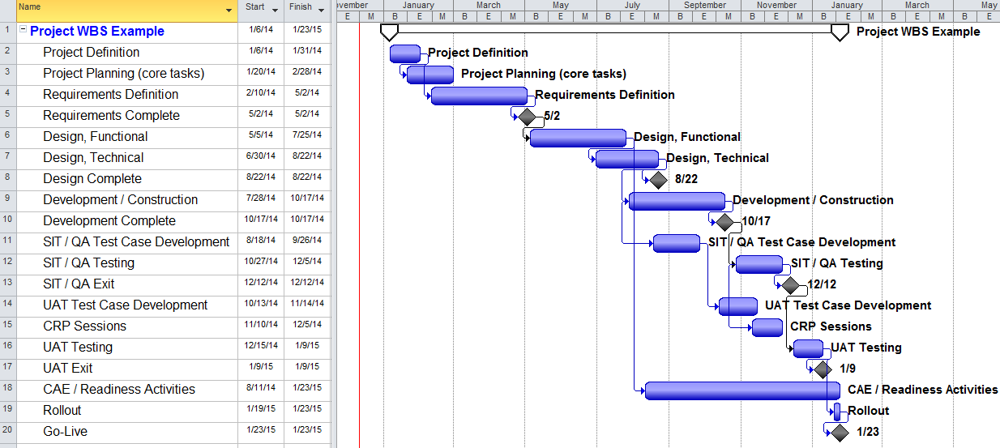 Name Start Finish ovember January March May July September November January March May
E M B E M B E M B E M B E M B E M B E M B E M B E M B E
1 Project WBS Example 1/6/14 1/23/15 Project WBS Example
2 Project Definition 1/6/14 1/31/14 Project Definition
3 Project Planning (core tasks) 1/20/14 2/28/14 Project Planning (core tasks)
4 Requirements Definition 2/10/14 5/2/14 Requirements Definition
5 Requirements Complete 5/2/14 5/2/14 5/2
6 Design, Functional 5/5/14 7/25/14 Design, Functional
7 Design, Technical 6/30/14 8/22/14 Design, Technical
8 Design Complete 8/22/14 8/22/14 8/22
9 Development / Construction 7/28/14 10/17/14 Development / Construction
10 Development Complete 10/17/14 10/17/14 10/17
11 SIT / QA Test Case Development 8/18/14 9/26/14 SIT / QA Test Case Development
12 SIT / QA Testing 10/27/14 12/5/14 SIT / QA Testing
13 SIT / QA Exit 12/12/14 12/12/14 12/12
14 UAT Test Case Development 10/13/14 11/14/14 UAT Test Case Development
15 CRP Sessions 11/10/14 12/5/14 CRP Sessions
16 UAT Testing 12/15/14 1/9/15 UAT Testing
17 UAT Exit 1/9/15 1/9/15 1/9
18 CAE / Readiness Activities 8/11/14 1/23/15 CAE / Readiness Activities
19 Rollout 1/19/15 1/23/15 Rollout
20 Go-Live 1/23/15 1/23/15 1/23